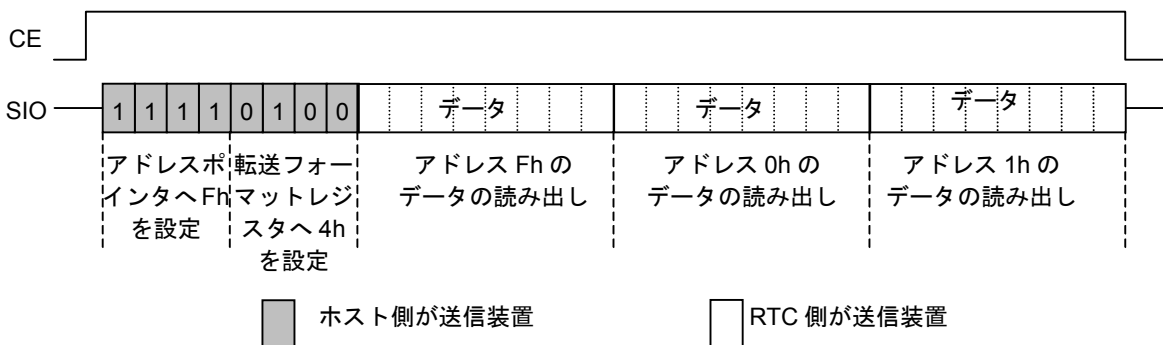 CE
SIO 1 1 1 1 0 1 0 0 データ データ データ
アドレスポ
インタへ Fh
を設定
転送フォー
マットレジ
スタへ 4h
を設定
アドレス Fh の
データの読み出し
アドレス 0h の
データの読み出し
アドレス 1h の
データの読み出し
ホスト側が送信装置
RTC 側が送信装置